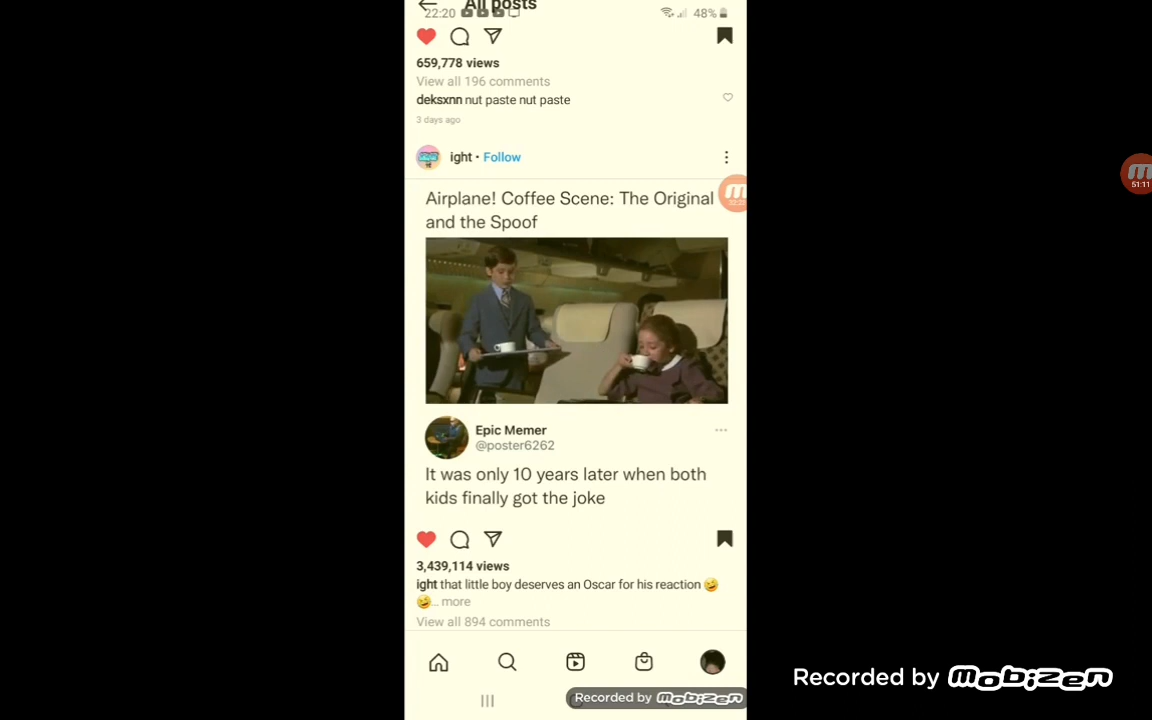 All posts
22:20
48%
659,778 views
View all 196 comments
deksxnn nut paste nut paste
3 days ago
ight • Follow
Airplane! Coffee Scene: The Original
and the Spoof
Epic Memer
@poster6262
It was only 10 years later when both
kids finally got the joke
3,439,114 views
ight that little boy deserves an Oscar for his reaction 🤣
🤣... more
View all 894 comments
Recorded by mobizen
51:11
Recorded by mobizen